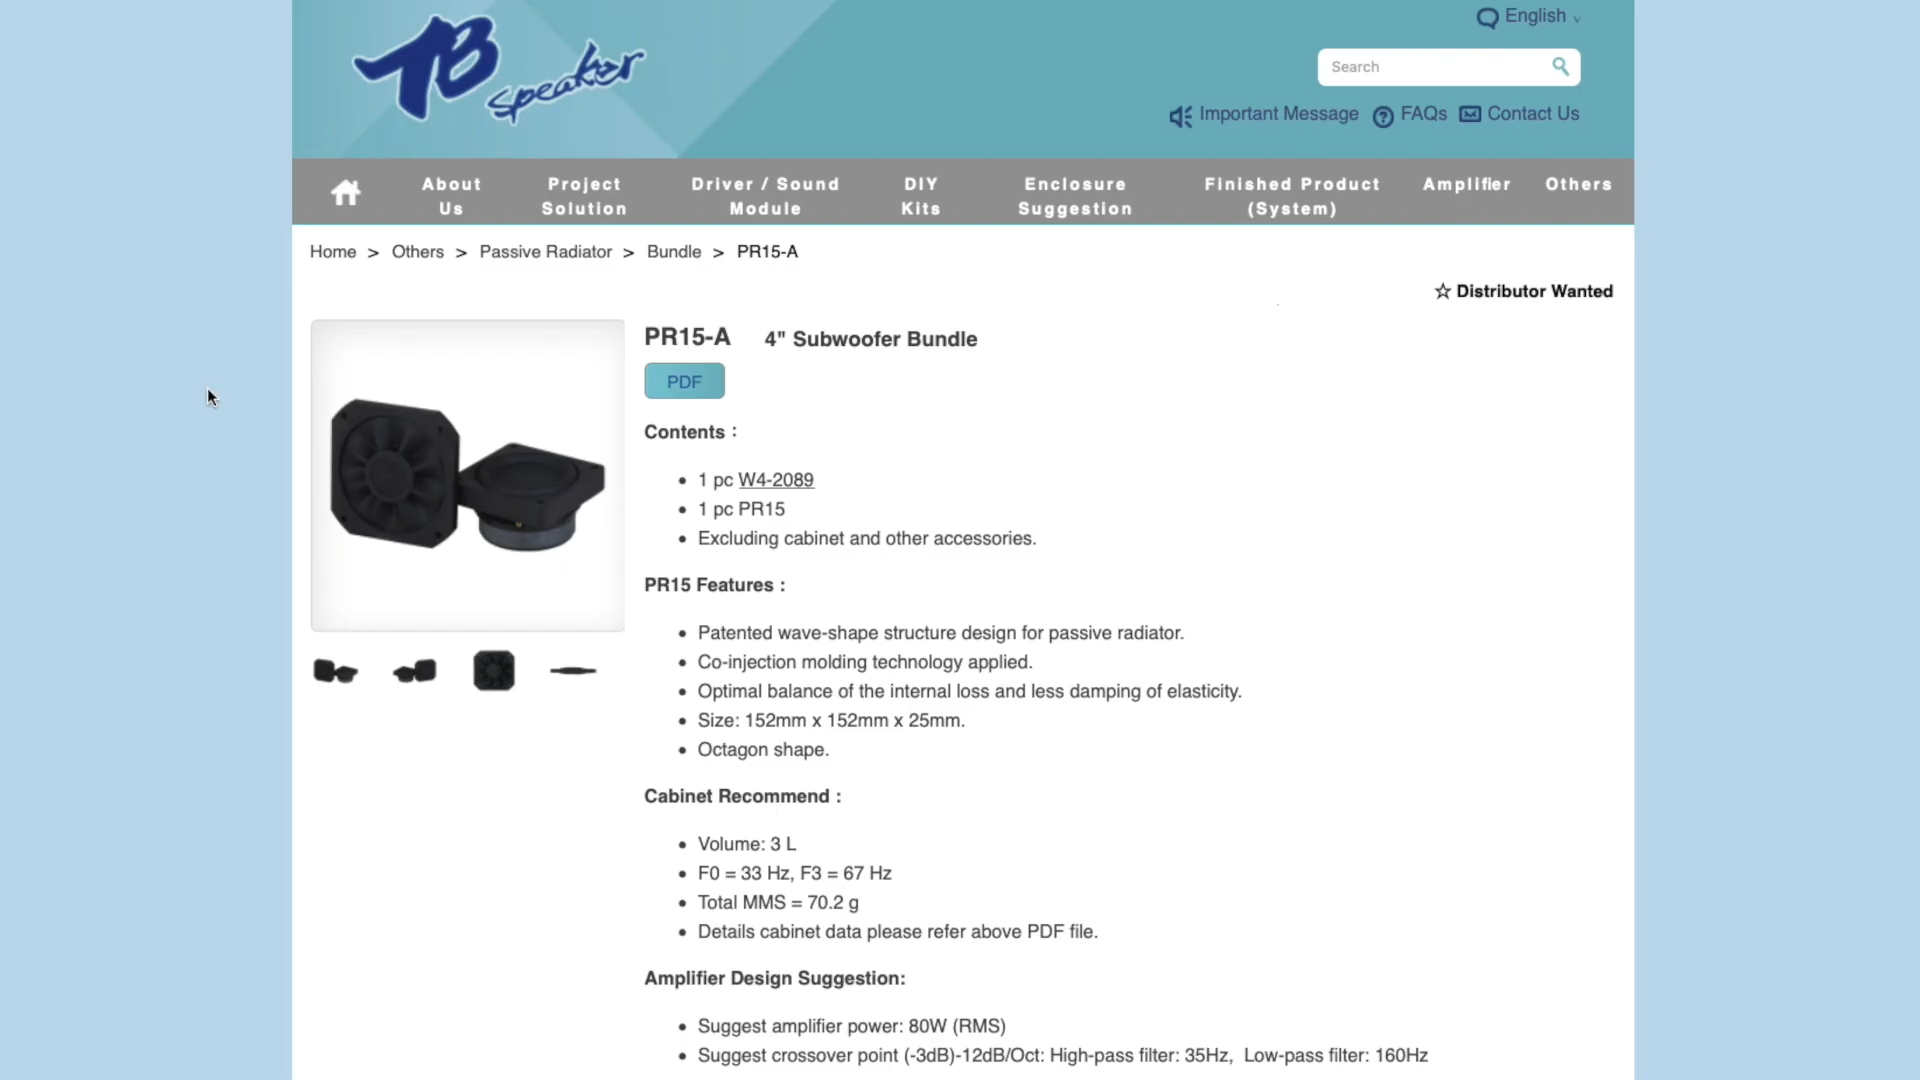 TB speaker
English
Search
Important Message FAQs Contact Us
About Us
Project Solution
Driver / Sound Module
DIY Kits
Enclosure Suggestion
Finished Product (System)
Amplifier
Others
Home > Others > Passive Radiator > Bundle > PR15-A
☆ Distributor Wanted
PR15-A 4" Subwoofer Bundle
PDF
Contents：
• 1 pc W4-2089
• 1 pc PR15
• Excluding cabinet and other accessories.
PR15 Features :
• Patented wave-shape structure design for passive radiator.
• Co-injection molding technology applied.
• Optimal balance of the internal loss and less damping of elasticity.
• Size: 152mm x 152mm x 25mm.
• Octagon shape.
Cabinet Recommend :
• Volume: 3 L
• F0 = 33 Hz, F3 = 67 Hz
• Total MMS = 70.2 g
• Details cabinet data please refer above PDF file.
Amplifier Design Suggestion:
• Suggest amplifier power: 80W (RMS)
• Suggest crossover point (-3dB)-12dB/Oct: High-pass filter: 35Hz, Low-pass filter: 160Hz